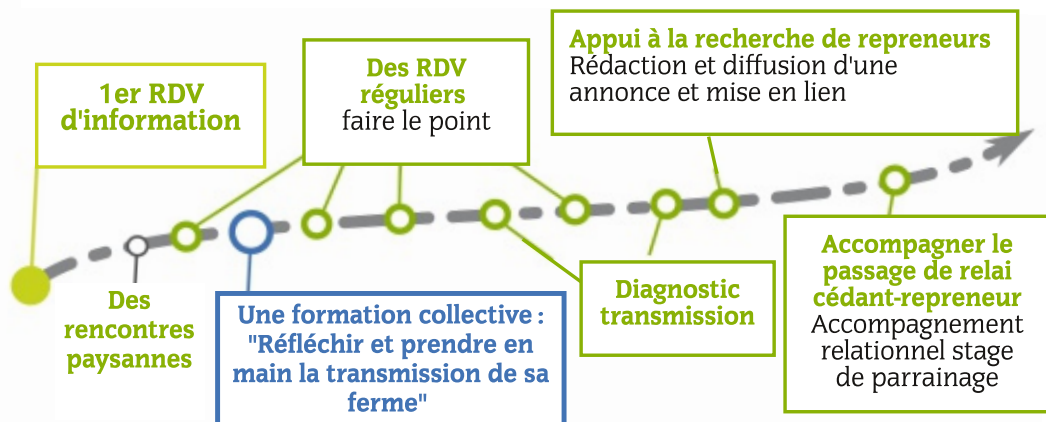 1er RDV
d'information
Des RDV
réguliers
faire le point
Appui à la recherche de repreneurs
Rédaction et diffusion d'une
annonce et mise en lien
Des
rencontres
paysannes
Une formation collective :
"Réfléchir et prendre en
main la transmission de sa
ferme"
Diagnostic
transmission
Accompagner le
passage de relai
cédant-repreneur
Accompagnement
relationnel stage
de parrainage